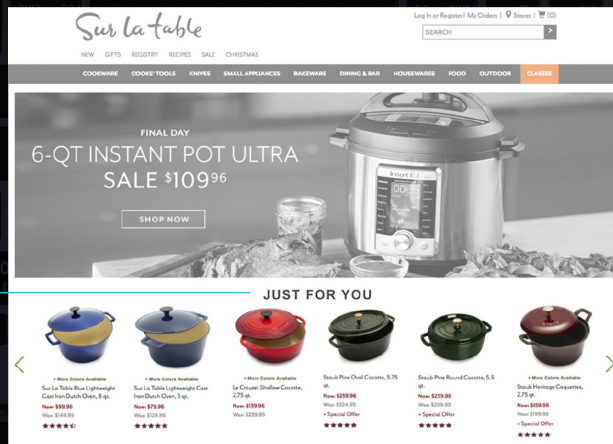 Sur la table
Log In or Register| My Orders | Stores | (0)
SEARCH
NEW GIFTS REGISTRY RECIPES SALE CHRISTMAS
COOKWARE COOKS' TOOLS KNIVES SMALL APPLIANCES BAKEWARE DINING & BAR HOUSEWARES FOOD OUTDOOR CLASSES
FINAL DAY
6-QT INSTANT POT ULTRA
SALE $10996
SHOP NOW
Instant Pot
JUST FOR YOU
+ More Colors Available
Sur La Table Blue Lightweight
Cast Iron Dutch Oven, 8 qt.
Now: $99.96
Was: $149.95
+ More Colors Available
Sur La Table Lightweight Cast
Iron Dutch Oven, 5 qt.
Now: $79.96
Was: $129.95
+ More Colors Available
Le Creuset Shallow Cocotte,
2.75 qt.
Now: $139.96
Was: $259.95
Staub Pine Oval Cocotte, 5.75
qt.
Now: $259.96
Was: $324.95
+ Special Offer
Staub Pine Round Cocotte, 5.5
qt.
Now: $239.96
Was: $299.95
+ Special Offer
+ More Colors Available
Staub Heritage Coquettes,
2.75 qt.
Now: $159.96
Was: $199.95
+ Special Offer